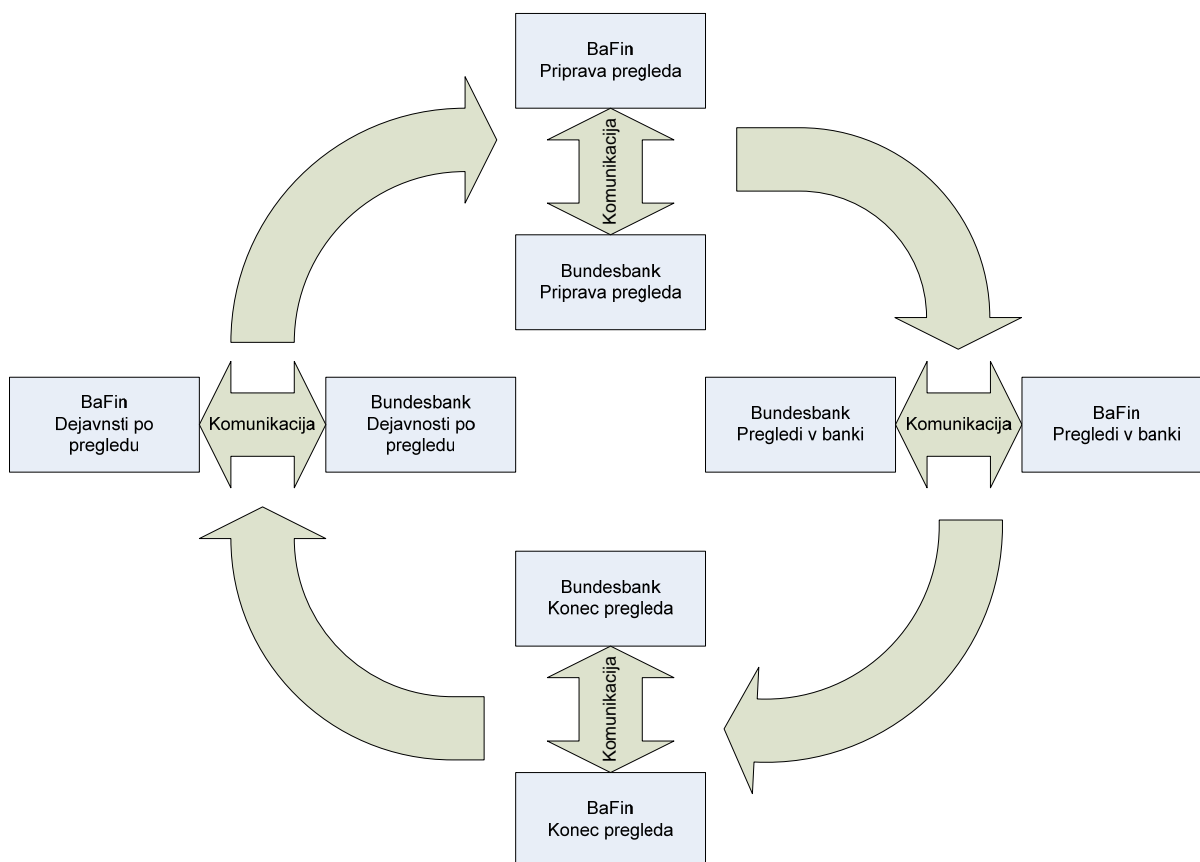 BaFin
Priprava pregleda
Komunikacija
Bundesbank
Priprava pregleda
BaFin
Dejavnsti po
pregledu
Komunikacija
Bundesbank
Dejavnosti po
pregledu
Bundesbank
Pregledi v banki
Komunikacija
BaFin
Pregledi v banki
Bundesbank
Konec pregleda
Komunikacija
BaFin
Konec pregleda